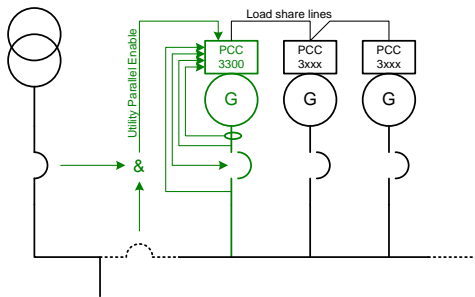 Load share lines
Utility Parallel Enable
PCC
3300
PCC
3xxx
PCC
3xxx
G
G
G
&